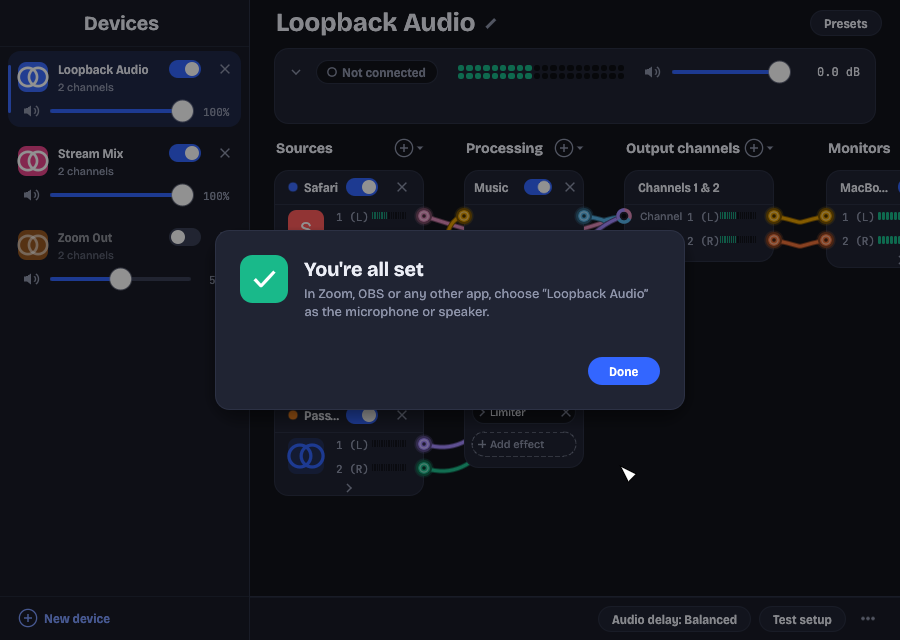 Devices
Loopback Audio
2 channels
100%
Stream Mix
2 channels
100%
Zoom Out
2 channels
New device
Loopback Audio
Presets
Not connected
0.0 dB
Sources
Processing
Output channels
Monitors
Safari
Music
Channels 1 & 2
MacBo...
S
1 (L)
Channel 1 (L)
2 (R)
1 (L)
2 (R)
You're all set
In Zoom, OBS or any other app, choose "Loopback Audio"
as the microphone or speaker.
Done
Pass...
1 (L)
2 (R)
Limiter
Add effect
Audio delay: Balanced
Test setup